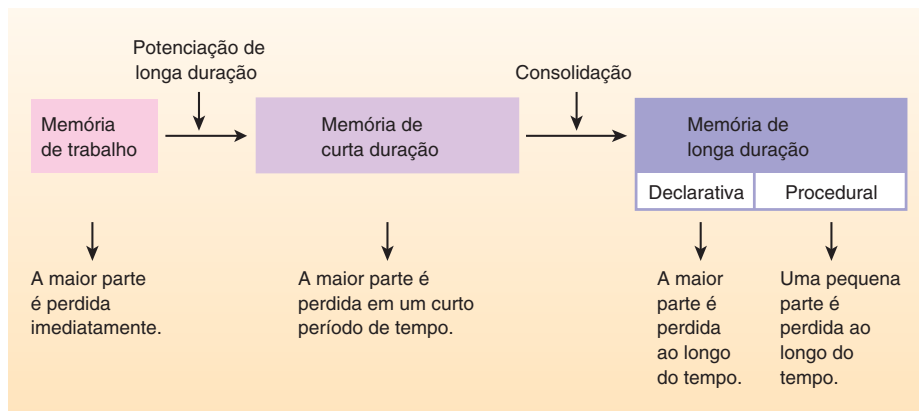 Potenciação de
longa duração
Consolidação
Memória
de trabalho
Memória de
curta duração
Memória de
longa duração
Declarativa
Procedural
A maior parte
é perdida
imediatamente.
A maior parte é
perdida em um curto
período de tempo.
A maior
parte é
perdida
ao longo
do tempo.
Uma pequena
parte é
perdida ao
longo do
tempo.